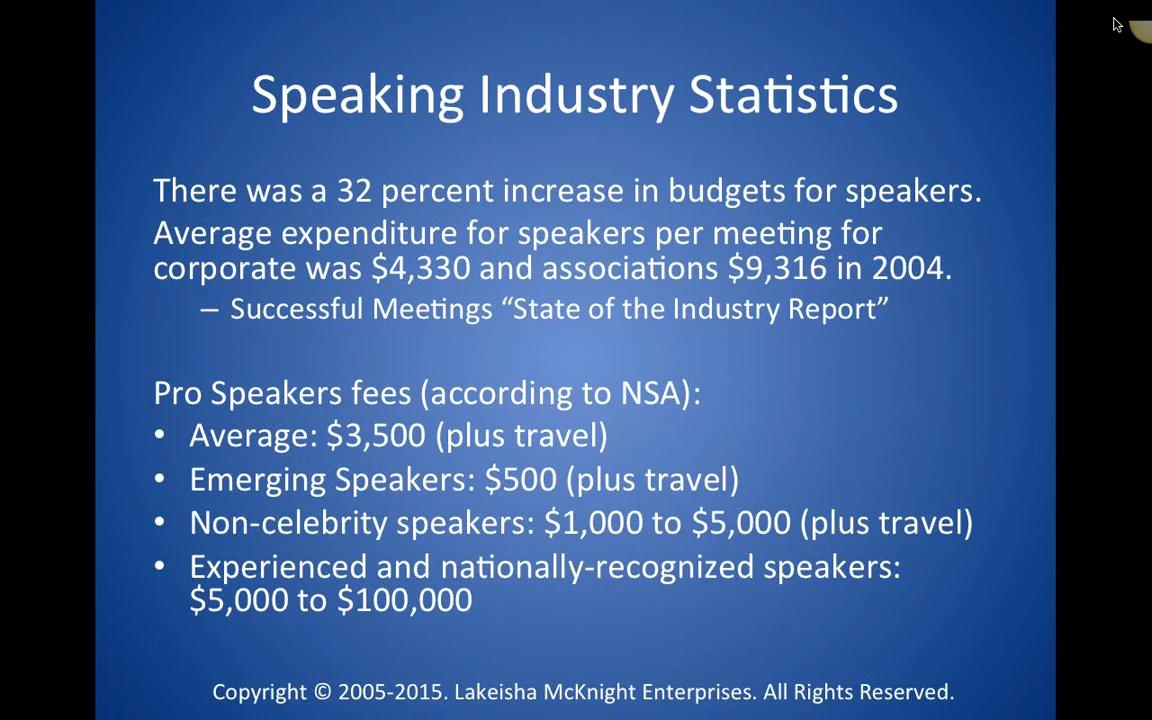 Speaking Industry Statistics
There was a 32 percent increase in budgets for speakers.
Average expenditure for speakers per meeting for
corporate was $4,330 and associations $9,316 in 2004.
– Successful Meetings “State of the Industry Report”
Pro Speakers fees (according to NSA):
• Average: $3,500 (plus travel)
• Emerging Speakers: $500 (plus travel)
• Non-celebrity speakers: $1,000 to $5,000 (plus travel)
• Experienced and nationally-recognized speakers:
$5,000 to $100,000
Copyright © 2005-2015. Lakeisha McKnight Enterprises. All Rights Reserved.